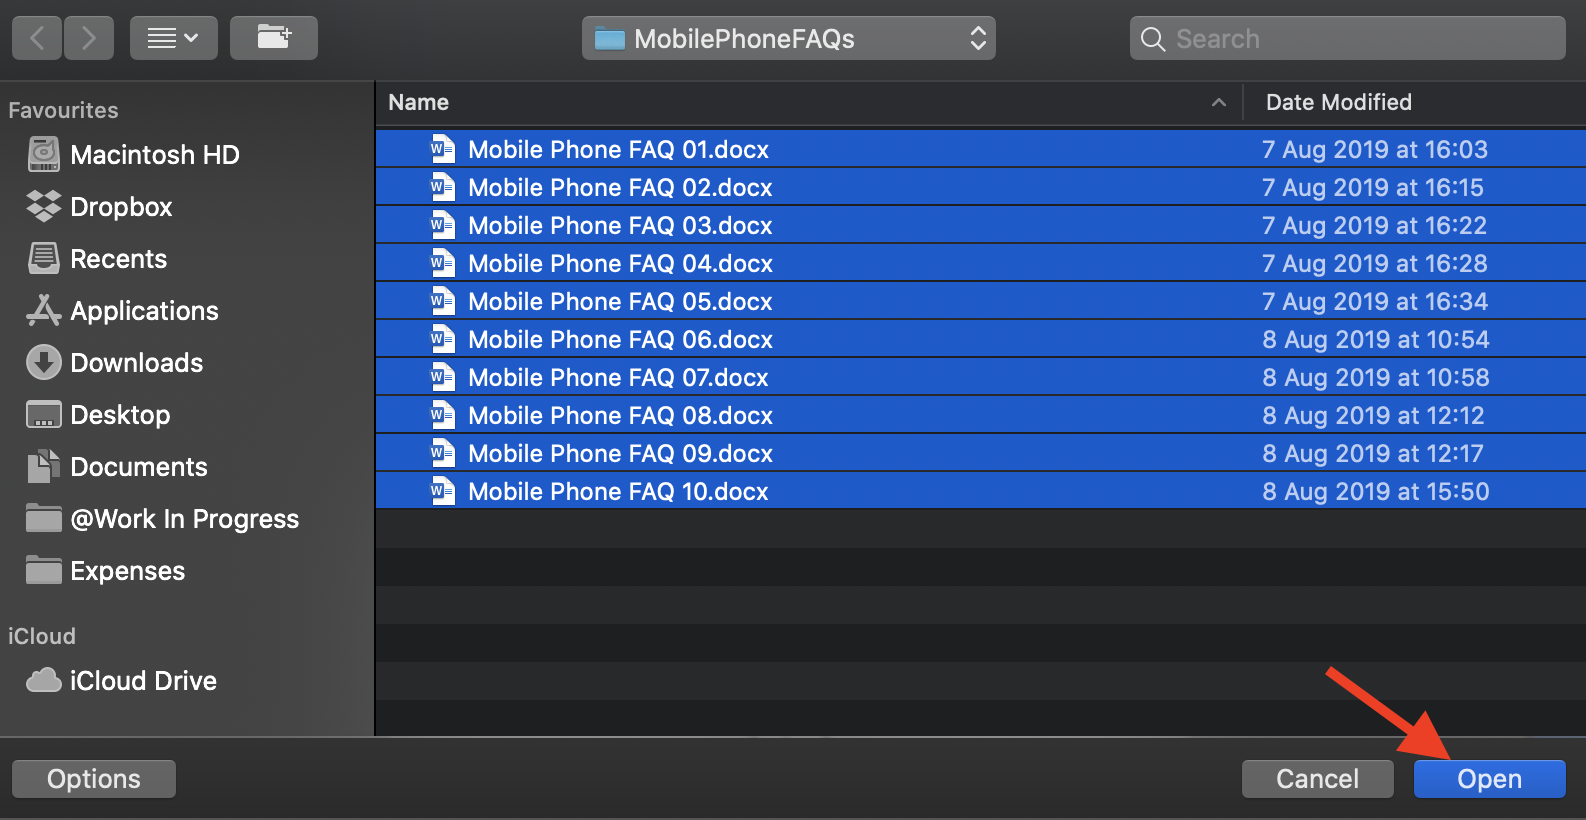 MobilePhoneFAQs
Search
Favourites
Macintosh HD
Dropbox
Recents
Applications
Downloads
Desktop
Documents
@Work In Progress
Expenses
iCloud
iCloud Drive
Name Date Modified
Mobile Phone FAQ 01.docx 7 Aug 2019 at 16:03
Mobile Phone FAQ 02.docx 7 Aug 2019 at 16:15
Mobile Phone FAQ 03.docx 7 Aug 2019 at 16:22
Mobile Phone FAQ 04.docx 7 Aug 2019 at 16:28
Mobile Phone FAQ 05.docx 7 Aug 2019 at 16:34
Mobile Phone FAQ 06.docx 8 Aug 2019 at 10:54
Mobile Phone FAQ 07.docx 8 Aug 2019 at 10:58
Mobile Phone FAQ 08.docx 8 Aug 2019 at 12:12
Mobile Phone FAQ 09.docx 8 Aug 2019 at 12:17
Mobile Phone FAQ 10.docx 8 Aug 2019 at 15:50
Options
Cancel
Open